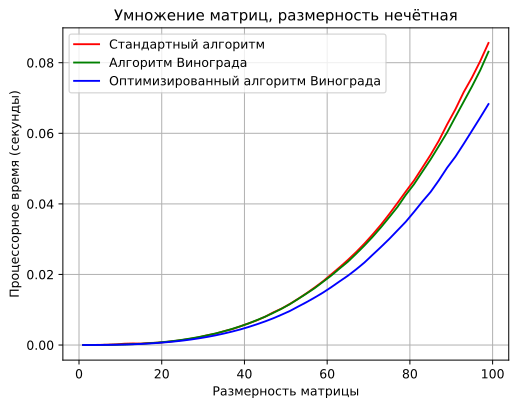 Умножение матриц, размерность нечётная
Стандартный алгоритм
Алгоритм Винограда
Оптимизированный алгоритм Винограда
Процессорное время (секунды)
0.08
0.06
0.04
0.02
0.00
0 20 40 60 80 100
Размерность матрицы